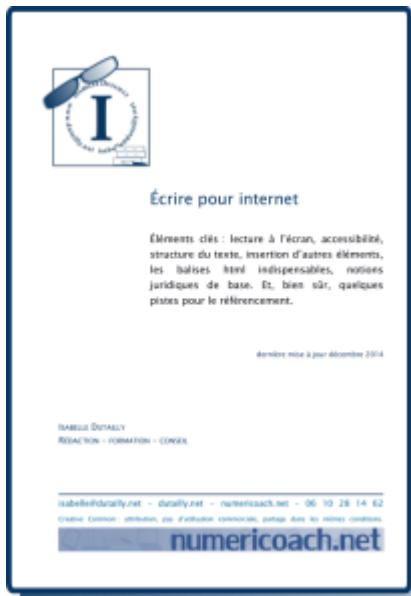 I
Écrire pour internet
Éléments clés : lecture à l'écran, accessibilité,
structure du texte, insertion d'autres éléments,
les balises html indispensables, notions
juridiques de base. Et, bien sûr, quelques
pistes pour le référencement.
dernière mise à jour décembre 2014
Isabelle Dutailly
Rédaction – formation – conseil
isabelle@dutailly.net – dutailly.net – numericoach.net – 06 10 28 14 62
Creative Common : attribution, pas d'utilisation commerciale, partage dans les mêmes conditions.
numericoach.net